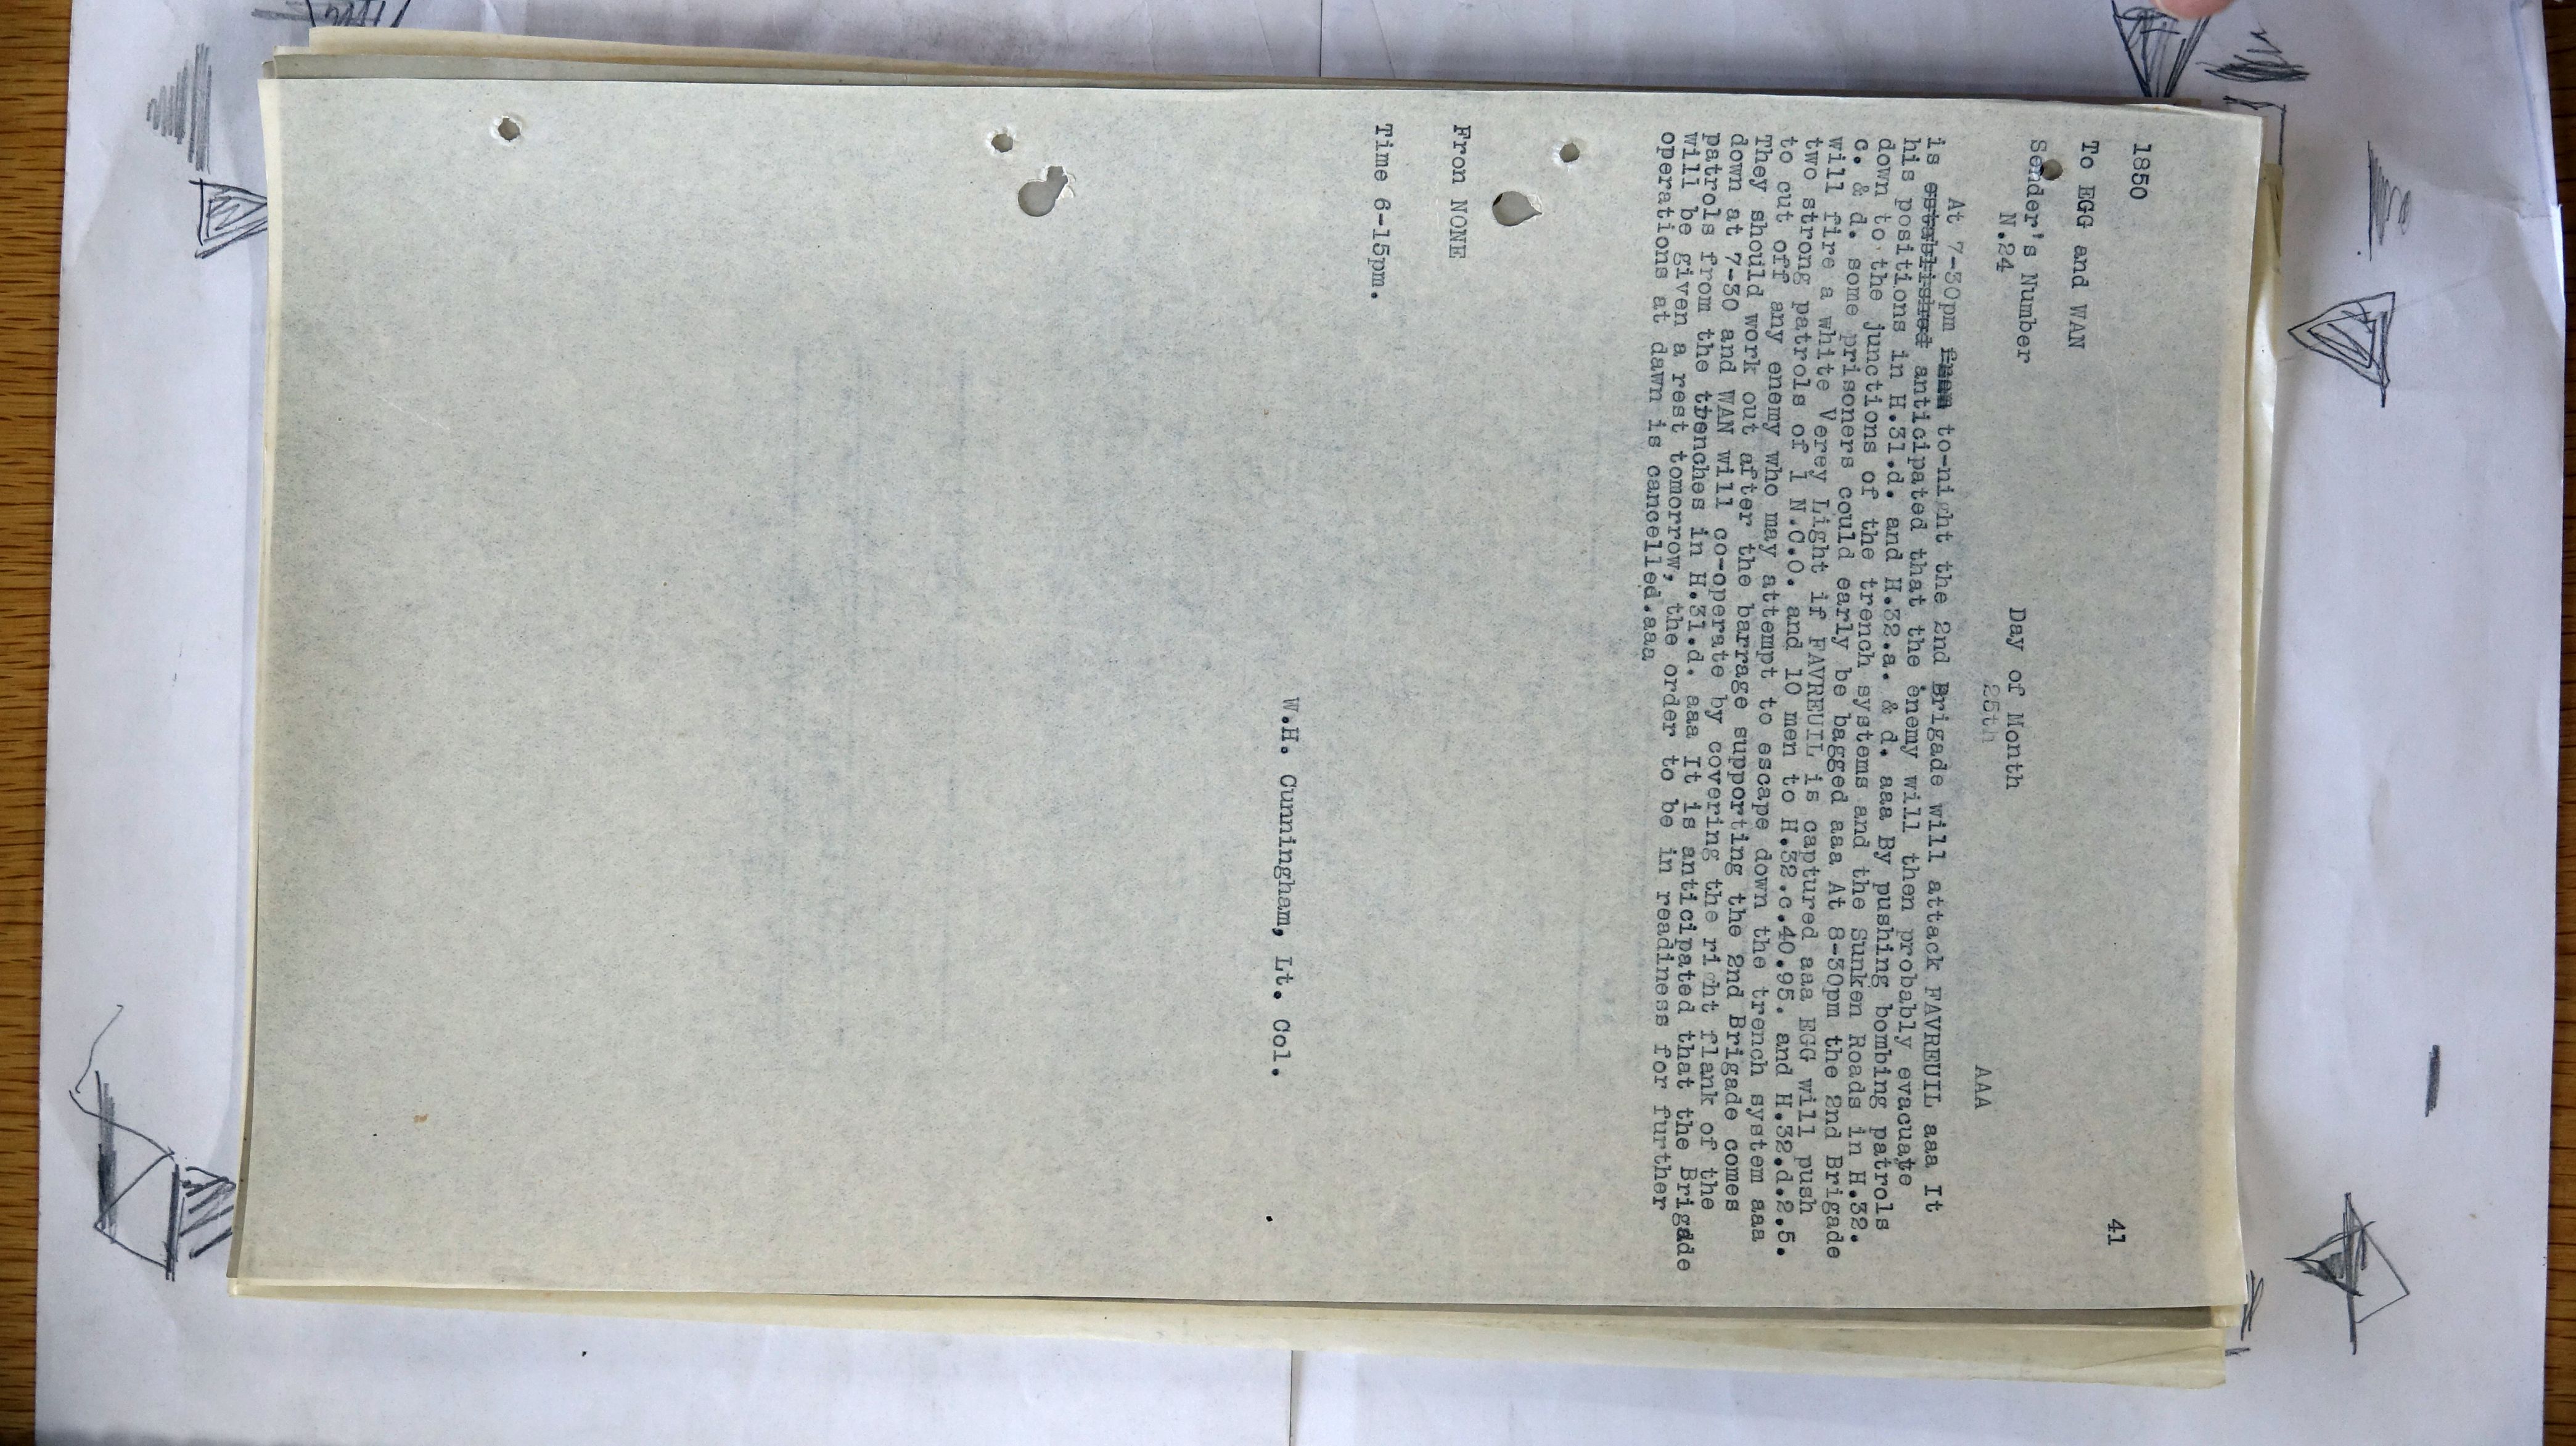 1850
41
To EGG and WAN
Sender's Number Day of Month
N.24 25th AAA
At 7-30pm to-night the 2nd Brigade will attack FAVREUIL aaa It
is established anticipated that the enemy will then probably evacuate
his positions in H.31.d. and H.32.a. & d. aaa By pushing bombing patrols
down to the junctions of the trench systems and the Sunken Roads in H.32.
c. & d. some prisoners could early be bagged aaa At 8-30pm the 2nd Brigade
will fire a white Verey Light if FAVREUIL is captured aaa EGG will push
two strong patrols of 1 N.C.O. and 10 men to H.32.c.40.95. and H.32.d.2.5.
to cut off any enemy who may attempt to escape down the trench system aaa
They should work out after the barrage supporting the 2nd Brigade comes
down at 7-30 and WAN will co-operate by covering the right flank of the
patrols from the trenches in H.31.d. aaa It is anticipated that the Brigade
will be given a rest tomorrow, the order to be in readiness for further
operations at dawn is cancelled.aaa
Fron NONE
Time 6-15pm.
W.H. Cunningham, Lt. Col.